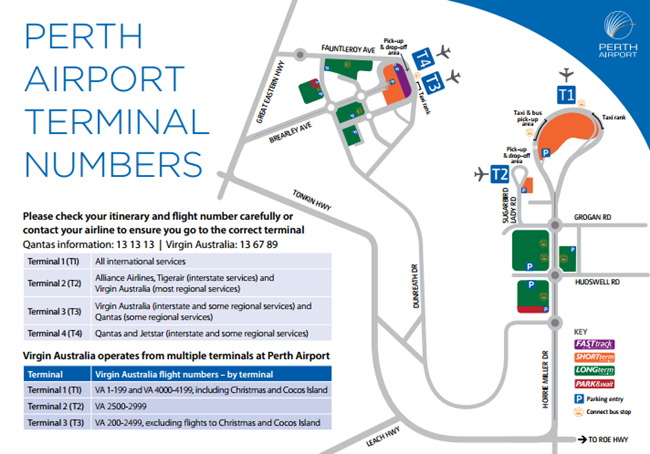 PERTH
AIRPORT
TERMINAL
NUMBERS
Please check your itinerary and flight number carefully or
contact your airline to ensure you go to the correct terminal
Qantas information: 13 13 13 | Virgin Australia: 13 67 89
Terminal 1 (T1) All international services
Terminal 2 (T2) Alliance Airlines, Tigerair (interstate services) and
Virgin Australia (most regional services)
Terminal 3 (T3) Virgin Australia (interstate and some regional services) and
Qantas (some regional services)
Terminal 4 (T4) Qantas and Jetstar (interstate and some regional services)
Virgin Australia operates from multiple terminals at Perth Airport
Terminal Virgin Australia flight numbers – by terminal
Terminal 1 (T1) VA 1-199 and VA 4000-4199, including Christmas and Cocos Island
Terminal 2 (T2) VA 2500-2999
Terminal 3 (T3) VA 200-2499, excluding flights to Christmas and Cocos Island
PERTH
AIRPORT
FAUNTLEROY AVE
Pick-up
& drop-off
area
T4
T3
Taxi rank
GREAT EASTERN HWY
BREARLEY AVE
TONKIN HWY
DUNREATH DR
T1
Taxi & bus
pick-up
area
Taxi rank
P
Pick-up
& drop-off
area
T2
P
SUGARBIRD
LADY RD
GROGAN RD
P
P
HUDSWELL RD
P
HORRIE MILLER DR
LEACH HWY
TO ROE HWY
KEY
FASTtrack
SHORTterm
LONGterm
PARK&wait
P Parking entry
Connect bus stop